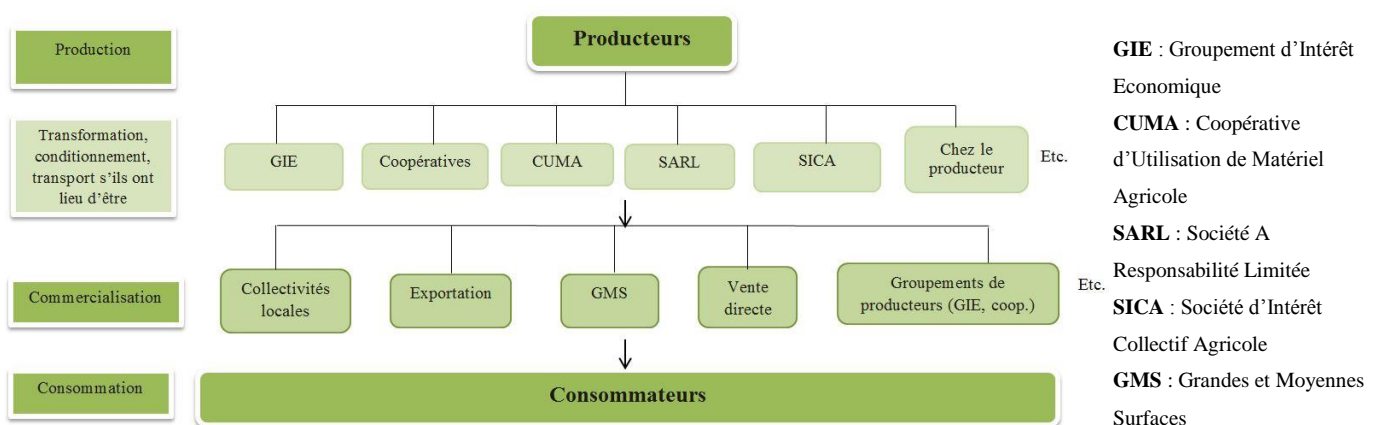 Production
Producteurs
Transformation,
conditionnement,
transport s’ils ont
lieu d’être
GIE
Coopératives
CUMA
SARL
SICA
Chez le
producteur
Etc.
Commercialisation
Collectivités
locales
Exportation
GMS
Vente
directe
Groupements de
producteurs (GIE, coop.)
Etc.
Consommation
Consommateurs
GIE : Groupement d’Intérêt
Economique
CUMA : Coopérative
d’Utilisation de Matériel
Agricole
SARL : Société A
Responsabilité Limitée
SICA : Société d’Intérêt
Collectif Agricole
GMS : Grandes et Moyennes
Surfaces